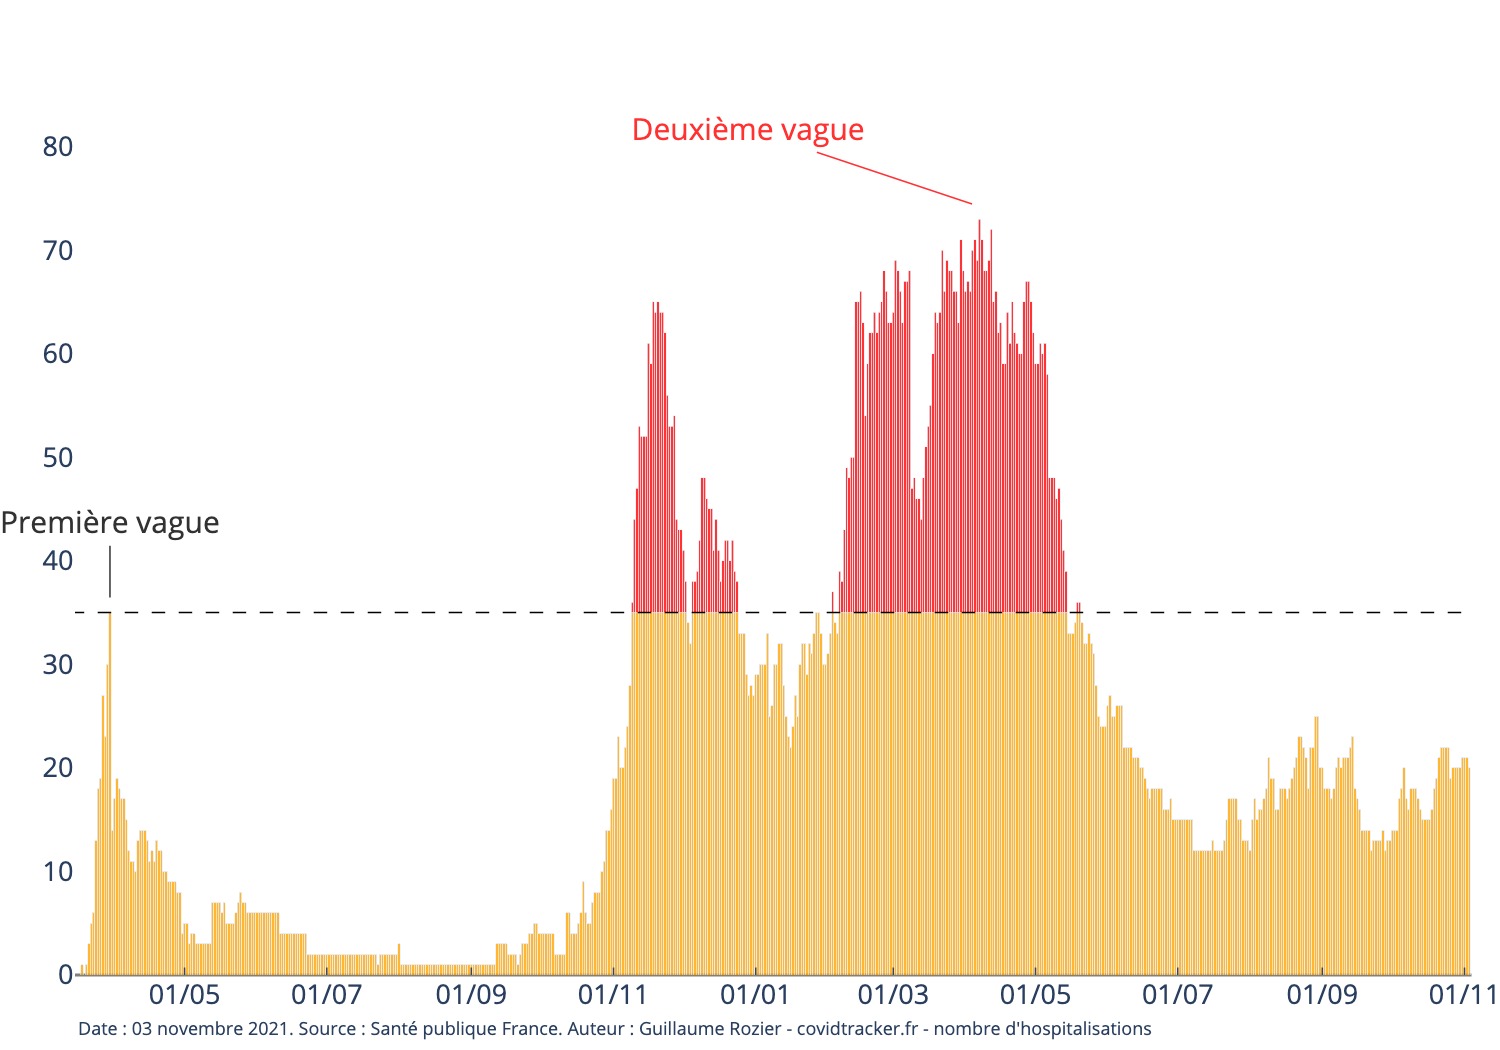 Deuxième vague
80
70
60
50
Première vague
40
30
20
10
0
01/05 01/07 01/09 01/11 01/01 01/03 01/05 01/07 01/09 01/11
Date : 03 novembre 2021. Source : Santé publique France. Auteur : Guillaume Rozier - covidtracker.fr - nombre d'hospitalisations